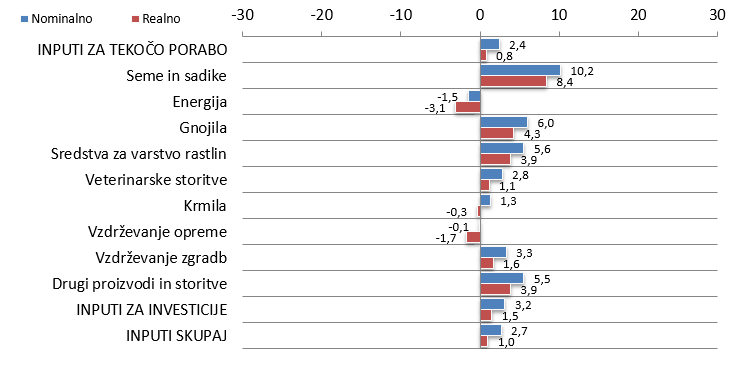 Nominalno Realno
-30 -20 -10 0 10 20 30
INPUTI ZA TEKOČO PORABO 2,4 0,8
Seme in sadike 10,2 8,4
Energija -1,5 -3,1
Gnojila 6,0 4,3
Sredstva za varstvo rastlin 5,6 3,9
Veterinarske storitve 2,8 1,1
Krmila 1,3 -0,3
Vzdrževanje opreme -0,1 -1,7
Vzdrževanje zgradb 3,3 1,6
Drugi proizvodi in storitve 5,5 3,9
INPUTI ZA INVESTICIJE 3,2 1,5
INPUTI SKUPAJ 2,7 1,0